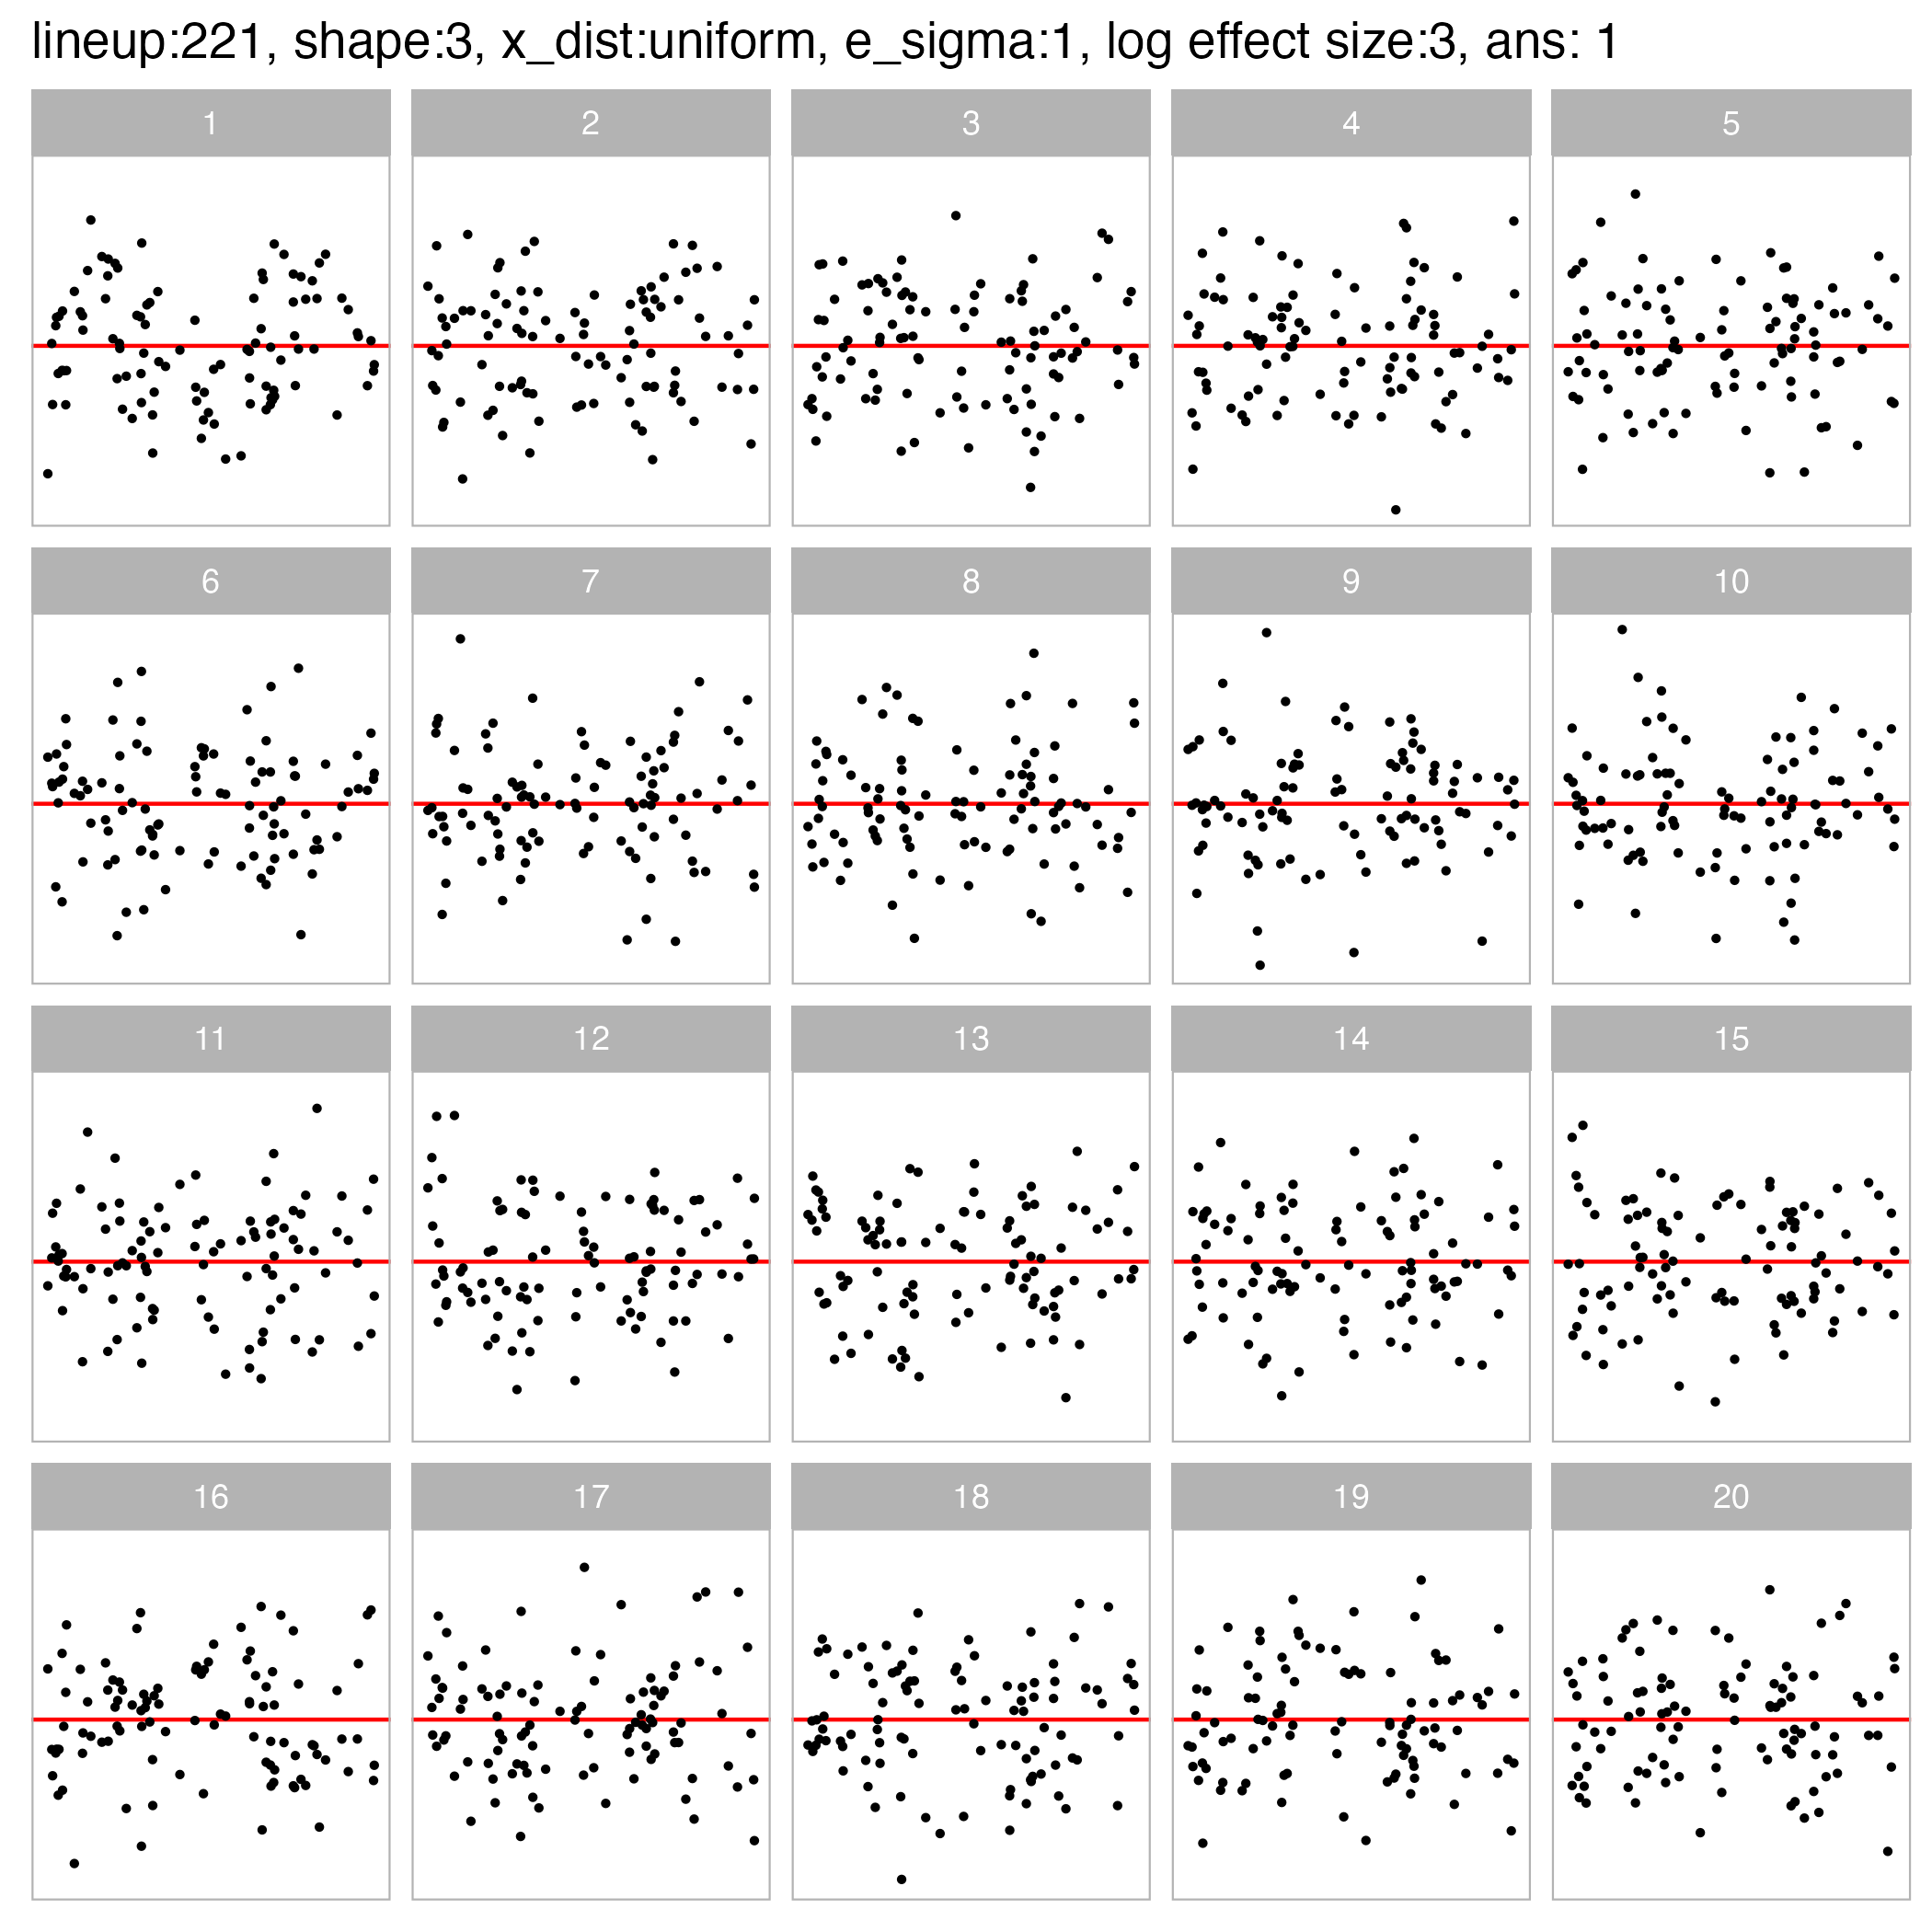 lineup:221, shape:3, x_dist:uniform, e_sigma:1, log effect size:3, ans: 1
1 2 3 4 5
6 7 8 9 10
11 12 13 14 15
16 17 18 19 20